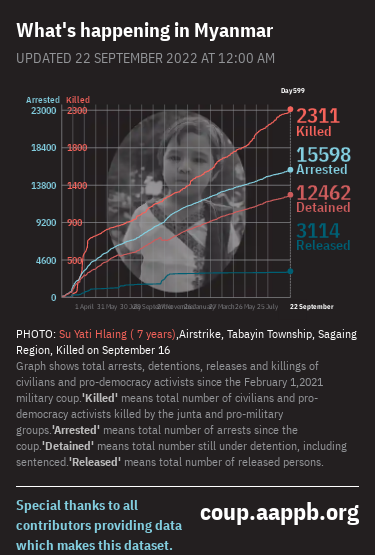 What's happening in Myanmar
UPDATED 22 SEPTEMBER 2022 AT 12:00 AM
Day599
Arrested Killed
23000 2300
2311
Killed
18400 1800
15598
Arrested
13800 1400
12462
Detained
9200 900
3114
Released
4600 500
0
1 April 31 May 30 July March 26 May 25 July 22 September
PHOTO: Su Yati Hlaing ( 7 years),Airstrike, Tabayin Township, Sagaing
Region, Killed on September 16
Graph shows total arrests, detentions, releases and killings of
civilians and pro-democracy activists since the February 1,2021
military coup.'Killed' means total number of civilians and pro-
democracy activists killed by the junta and pro-military
groups.'Arrested' means total number of arrests since the
coup.'Detained' means total number still under detention, including
sentenced.'Released' means total number of released persons.
Special thanks to all
contributors providing data
which makes this dataset.
coup.aappb.org